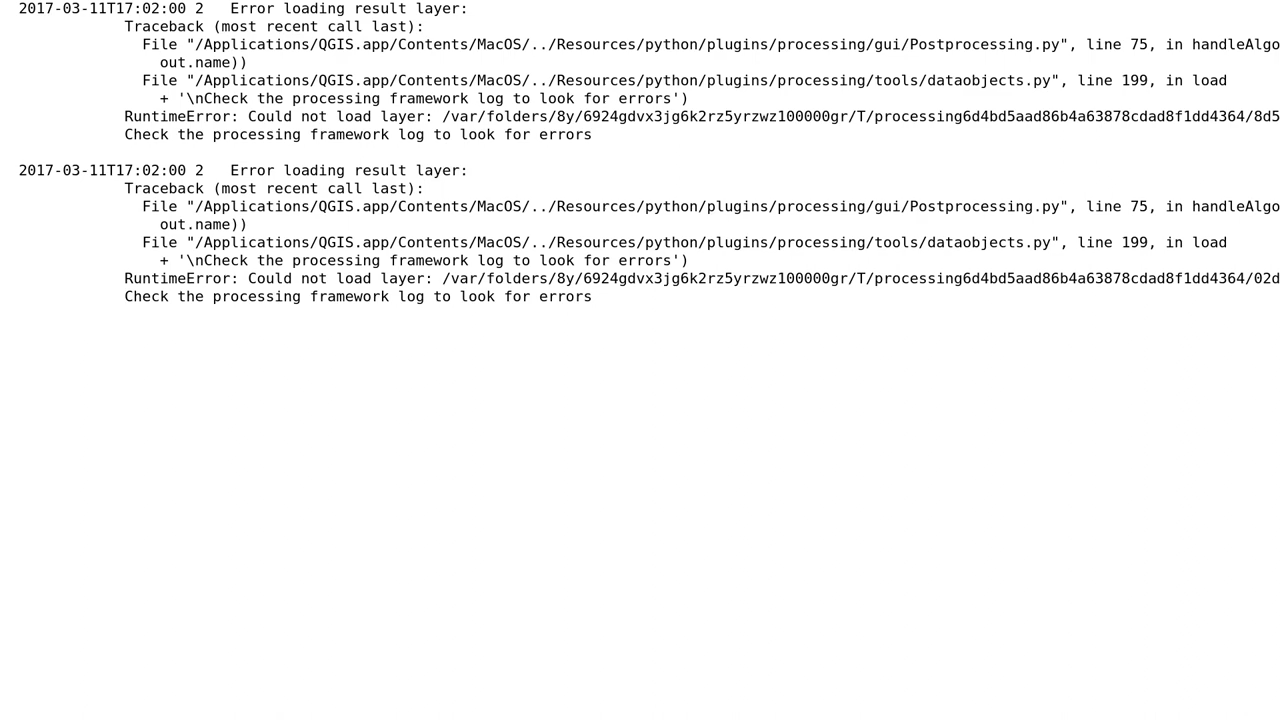 2017-03-11T17:02:00 2 Error loading result layer:
Traceback (most recent call last):
File "/Applications/QGIS.app/Contents/MacOS/../Resources/python/plugins/processing/gui/Postprocessing.py", line 75, in handleAlgo
out.name))
File "/Applications/QGIS.app/Contents/MacOS/../Resources/python/plugins/processing/tools/dataobjects.py", line 199, in load
+ '\nCheck the processing framework log to look for errors')
RuntimeError: Could not load layer: /var/folders/8y/6924gdvx3jg6k2rz5yrzwz100000gr/T/processing6d4bd5aad86b4a63878cdad8f1dd4364/8d5
Check the processing framework log to look for errors
2017-03-11T17:02:00 2 Error loading result layer:
Traceback (most recent call last):
File "/Applications/QGIS.app/Contents/MacOS/../Resources/python/plugins/processing/gui/Postprocessing.py", line 75, in handleAlgo
out.name))
File "/Applications/QGIS.app/Contents/MacOS/../Resources/python/plugins/processing/tools/dataobjects.py", line 199, in load
+ '\nCheck the processing framework log to look for errors')
RuntimeError: Could not load layer: /var/folders/8y/6924gdvx3jg6k2rz5yrzwz100000gr/T/processing6d4bd5aad86b4a63878cdad8f1dd4364/02d
Check the processing framework log to look for errors